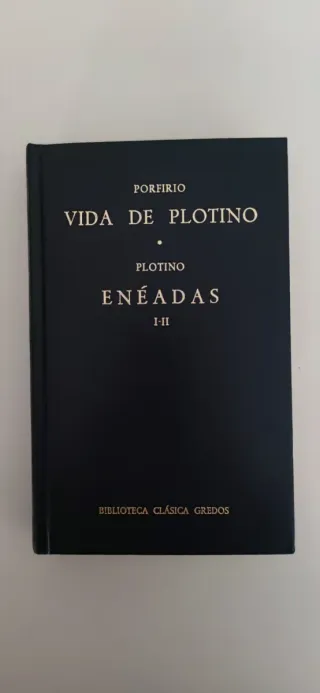 PORFIRIO
VIDA DE PLOTINO
•
PLOTINO
ENÉADAS
I-II
BIBLIOTECA CLÁSICA GREDOS